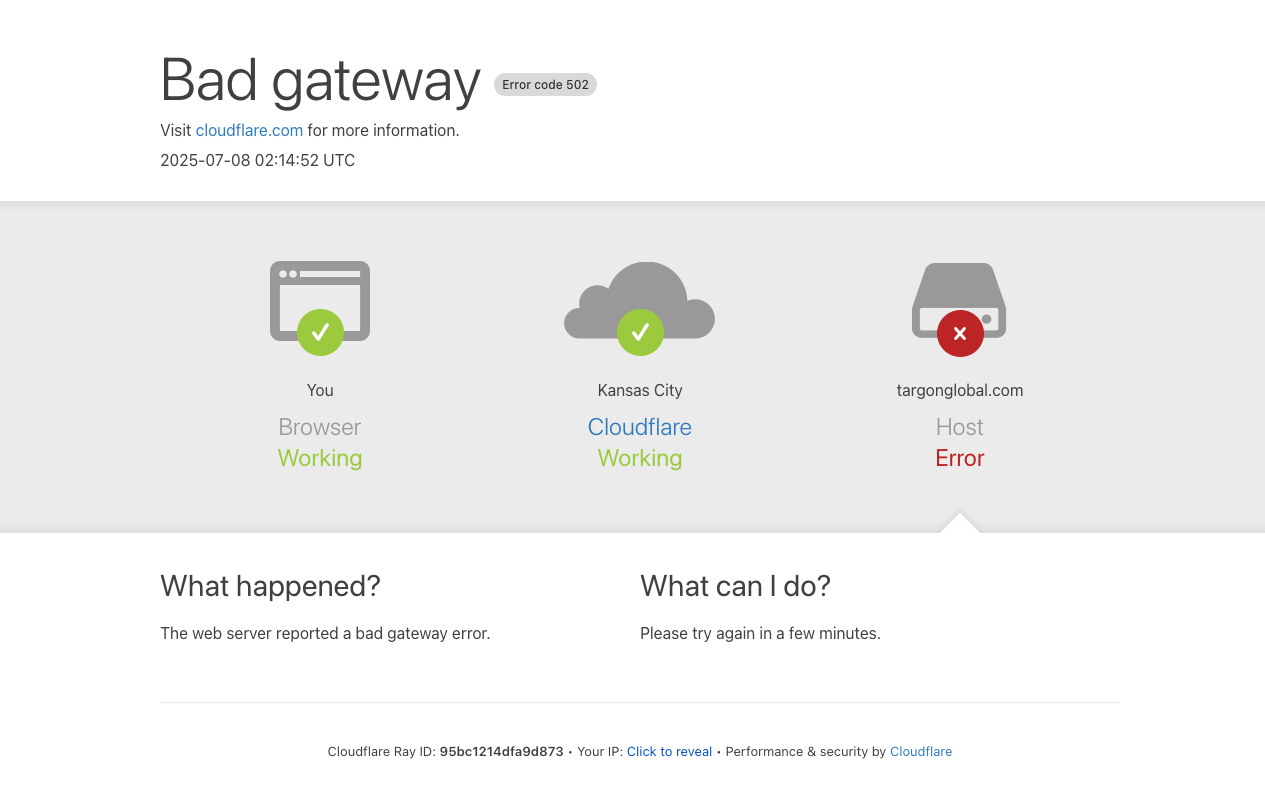 Bad gateway Error code 502
Visit cloudflare.com for more information.
2025-07-08 02:14:52 UTC
You
Browser
Working
Kansas City
Cloudflare
Working
targonglobal.com
Host
Error
What happened?
The web server reported a bad gateway error.
What can I do?
Please try again in a few minutes.
Cloudflare Ray ID: 95bc1214dfa9d873 • Your IP: Click to reveal • Performance & security by Cloudflare